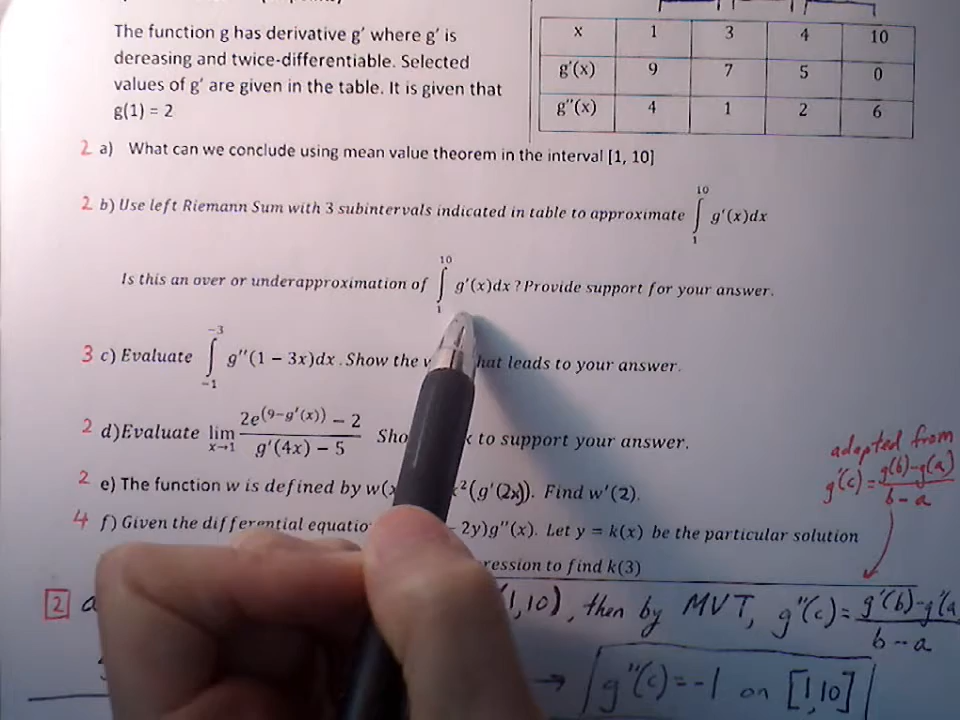 The function g has derivative g' where g' is
dereasing and twice-differentiable. Selected
values of g' are given in the table. It is given that
g(1) = 2
x 1 3 4 10
g'(x) 9 7 5 0
g''(x) 4 1 2 6
2 a) What can we conclude using mean value theorem in the interval [1, 10]
2 b) Use left Riemann Sum with 3 subintervals indicated in table to approximate ∫₁¹⁰ g'(x)dx
Is this an over or underapproximation of ∫₁¹⁰ g'(x)dx ? Provide support for your answer.
3 c) Evaluate ∫₋₁⁻³ g''(1 − 3x)dx . Show the hat leads to your answer.
2 d)Evaluate lim x→1 (2e^(9−g'(x)) − 2)/(g'(4x) − 5) Sho to support your answer.
2 e) The function w is defined by w( ²(g'(2x)). Find w'(2).
4 f) Given the differential equatio − 2y)g''(x). Let y = k(x) be the particular solution
ression to find k(3)
adapted from
g'(c) = (g(b)-g(a))/(b-a)
2 a (1,10), then by MVT, g''(c) = (g'(b)-g'(a)/(b-a)
→ g''(c) = -1 on [1,10]